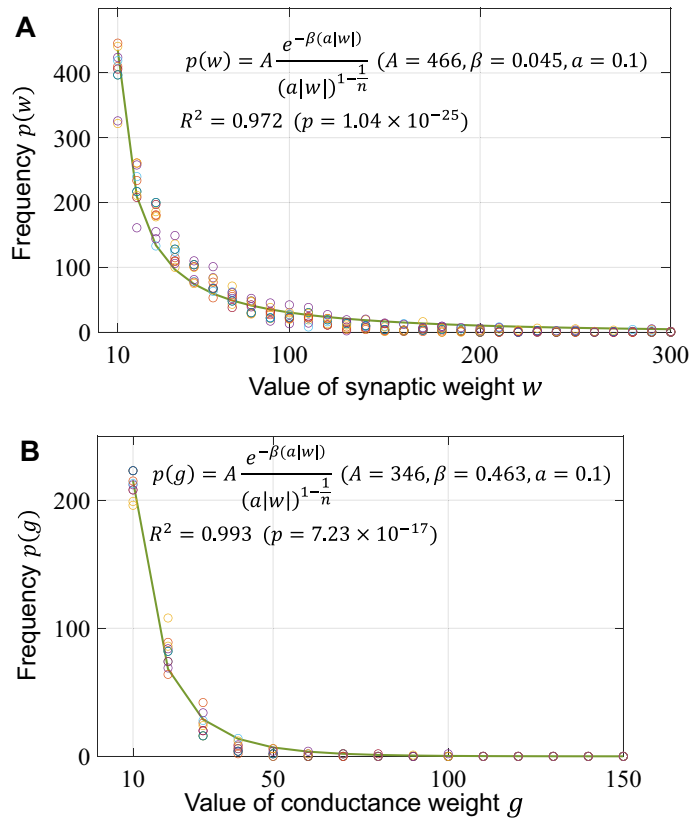 A
p(w) = A e^{−β(a|w|)} / (a|w|)^{1−1/n} (A = 466, β = 0.045, a = 0.1)
R² = 0.972 (p = 1.04 × 10⁻²⁵)
Frequency p(w)
400
300
200
100
0
10 100 200 300
Value of synaptic weight w
B
p(g) = A e^{−β(a|w|)} / (a|w|)^{1−1/n} (A = 346, β = 0.463, a = 0.1)
R² = 0.993 (p = 7.23 × 10⁻¹⁷)
Frequency p(g)
200
100
0
10 50 100 150
Value of conductance weight g